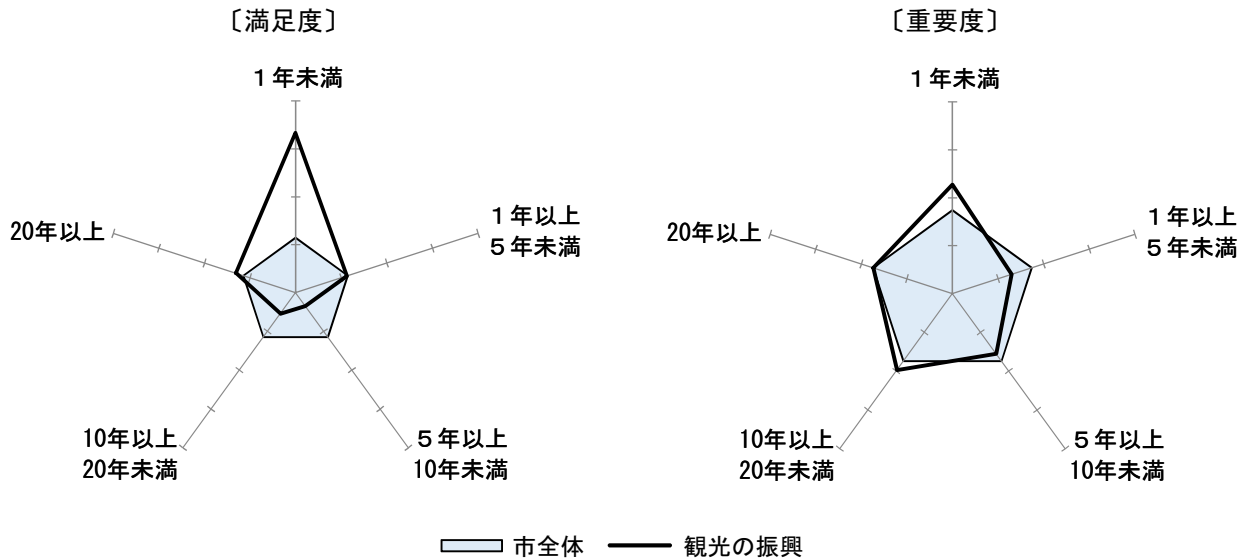 〔満足度〕
１年未満
１年以上
５年未満
５年以上
10年未満
10年以上
20年未満
20年以上
〔重要度〕
１年未満
１年以上
５年未満
５年以上
10年未満
10年以上
20年未満
20年以上
市全体
観光の振興